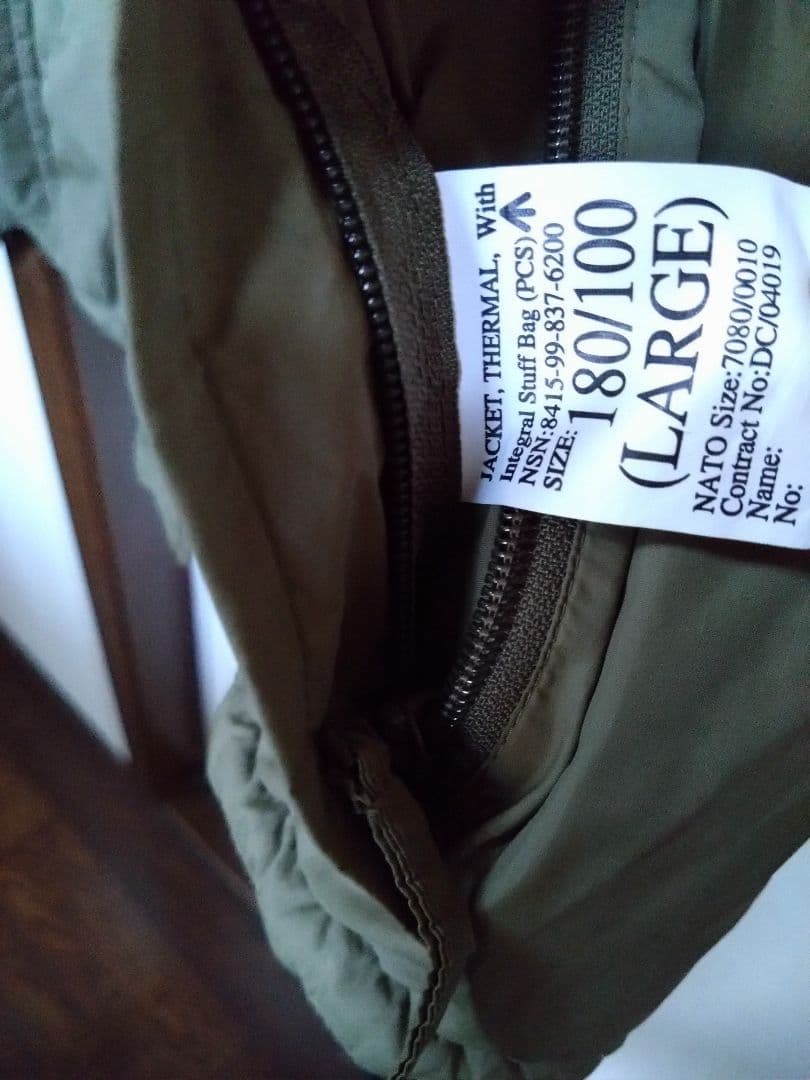 JACKET, THERMAL, With
Integral Stuff Bag (PCS)
NSN:8415-99-837-6200
SIZE: 180/100
(LARGE)
NATO Size:7080/0010
Contract No:DC/04019
Name:
No: